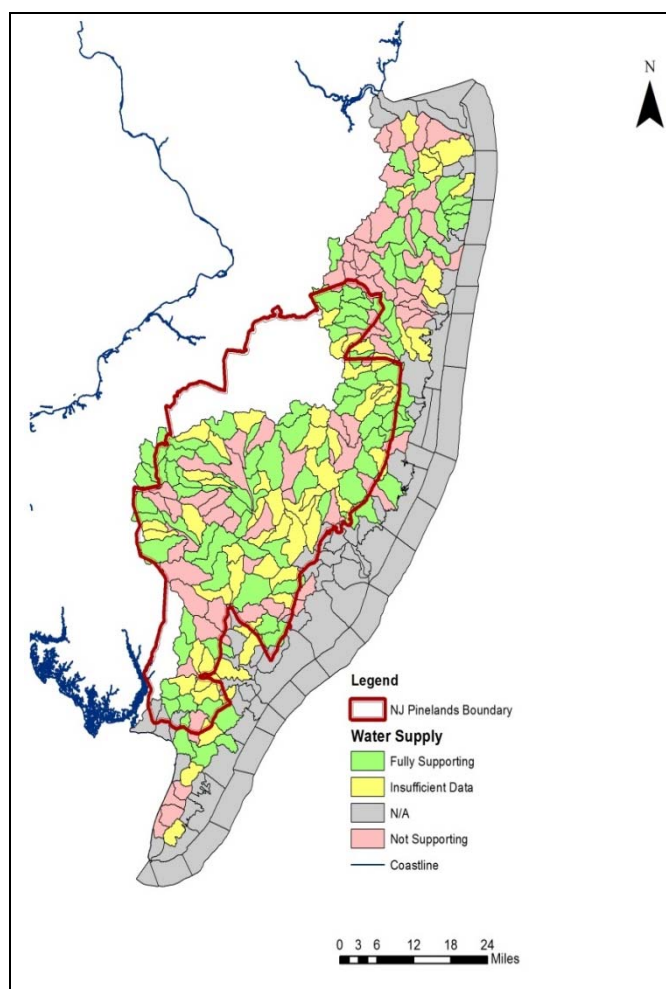 N
Legend
NJ Pinelands Boundary
Water Supply
Fully Supporting
Insufficient Data
N/A
Not Supporting
Coastline
0 3 6 12 18 24
Miles